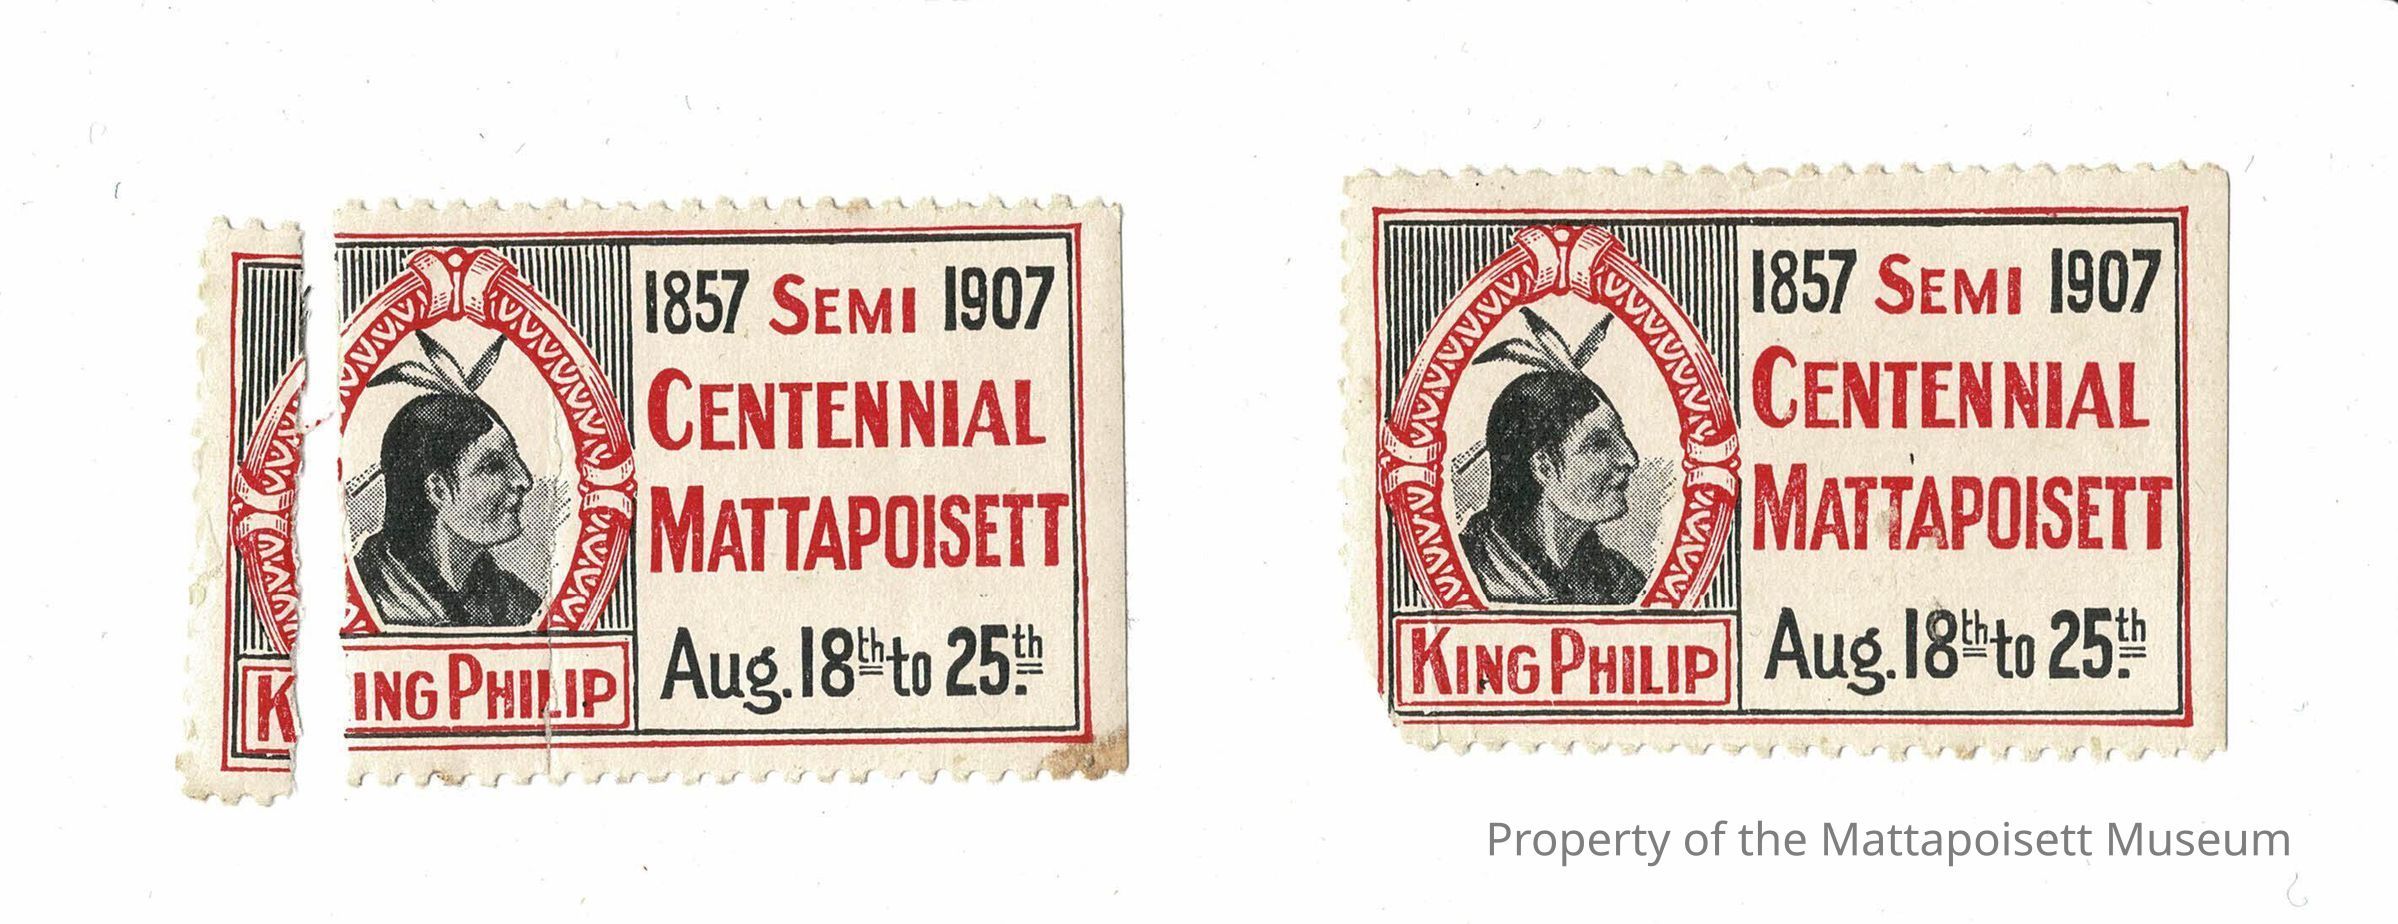 1857 SEMI 1907
CENTENNIAL
MATTAPOISETT
Aug. 18th to 25th.
KING PHILIP
1857 SEMI 1907
CENTENNIAL
MATTAPOISETT
Aug. 18th to 25th.
KING PHILIP
Property of the Mattapoisett Museum